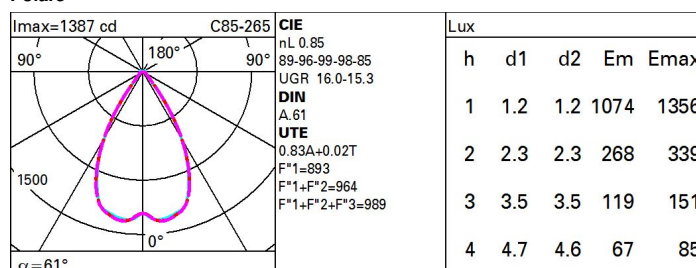 Imax=1387 cd C85-265
90° 180° 90°
1500
0°
α=61°
CIE
nL 0.85
89-96-99-98-85
UGR 16.0-15.3
DIN
A.61
UTE
0.83A+0.02T
F"1=893
F"1+F"2=964
F"1+F"2+F"3=989
Lux
h d1 d2 Em Emax
1 1.2 1.2 1074 1356
2 2.3 2.3 268 339
3 3.5 3.5 119 151
4 4.7 4.6 67 85